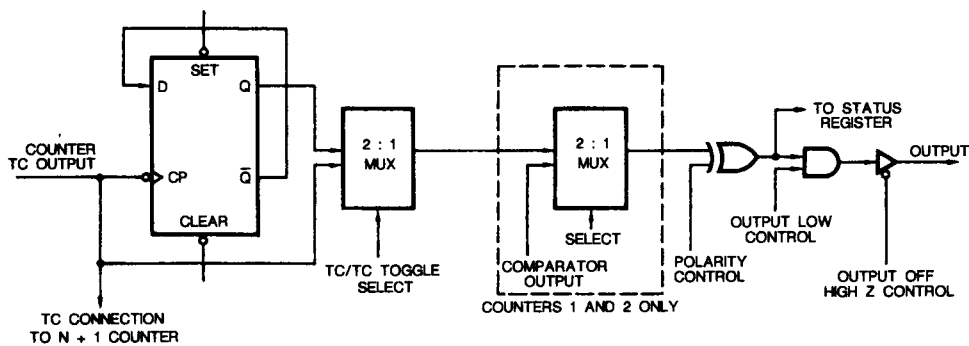 SET
D
Q
COUNTER
TC OUTPUT
CP
Q
CLEAR
2 : 1
MUX
TC/TC TOGGLE
SELECT
TC CONNECTION
TO N + 1 COUNTER
2 : 1
MUX
SELECT
COMPARATOR
OUTPUT
COUNTERS 1 AND 2 ONLY
TO STATUS
REGISTER
OUTPUT
OUTPUT LOW
CONTROL
POLARITY
CONTROL
OUTPUT OFF
HIGH Z CONTROL